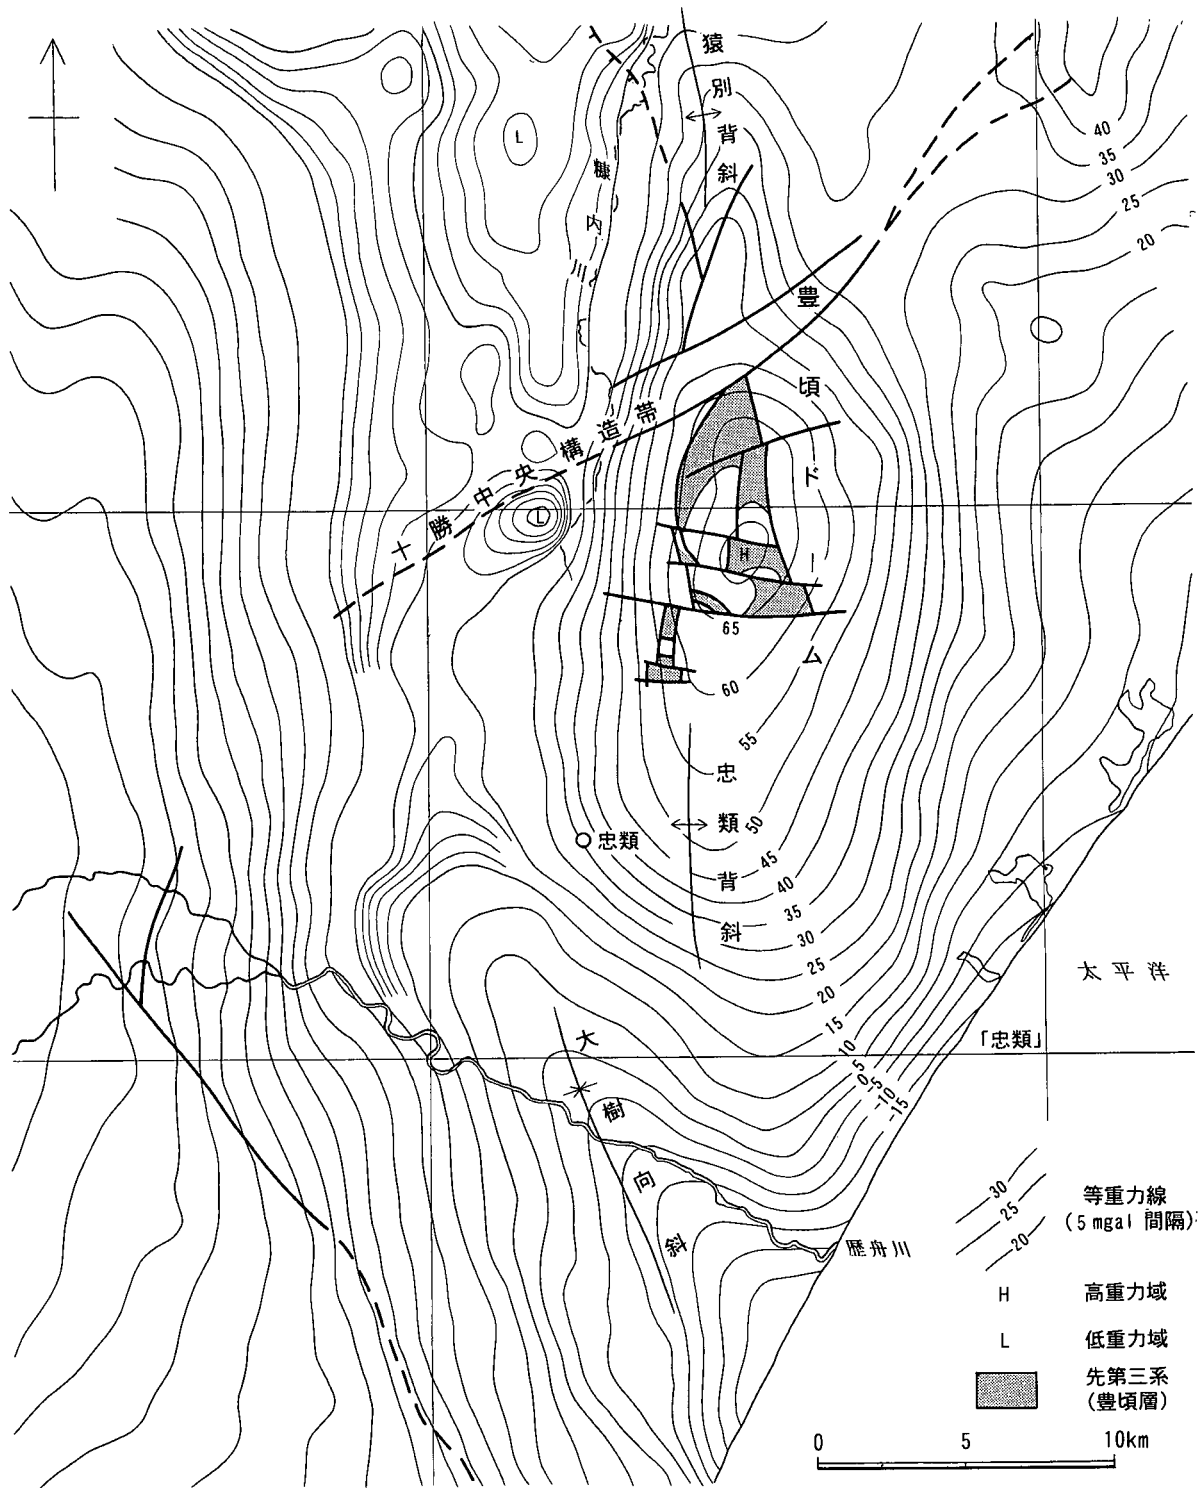 猿別背斜
糠内川
L
40
35
30
25
20
豊頃ドーム
十勝中央構造帯
L
H
65
60
55
50
45
40
35
30
25
20
15
10
5
0
-5
-10
-15
忠類背斜
忠類
太平洋
「忠類」
大樹向斜
歴舟川
30
25
20
等重力線
(5 mgal 間隔)
H 高重力域
L 低重力域
先第三系
(豊頃層)
0 5 10km